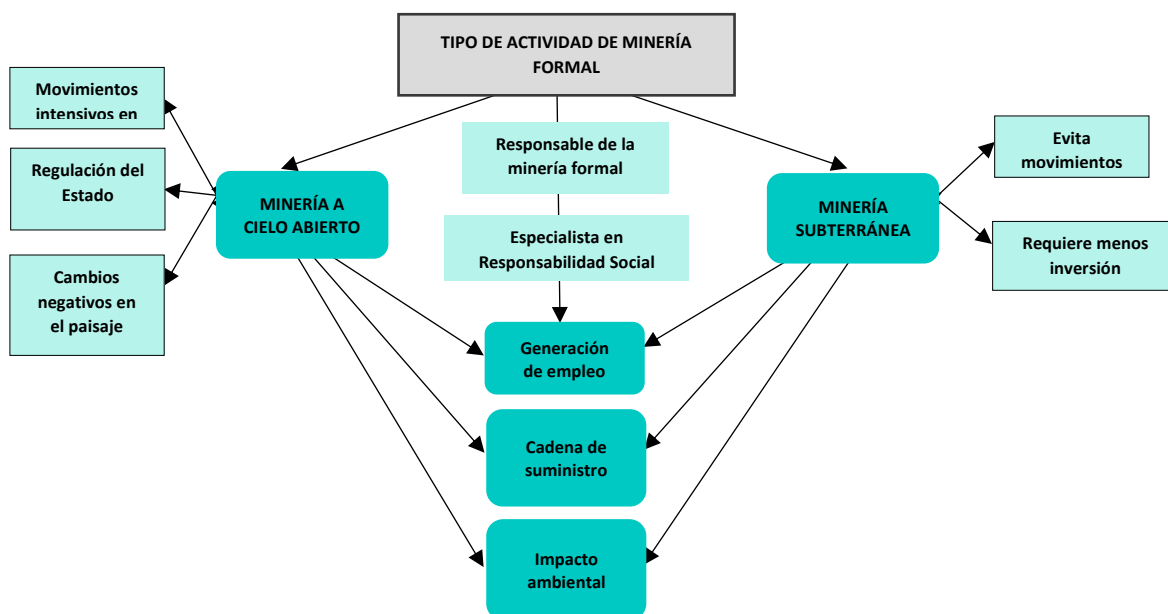 TIPO DE ACTIVIDAD DE MINERÍA
FORMAL
Movimientos
intensivos en
Responsable de la
minería formal
Evita
movimientos
Regulación del
Estado
MINERÍA A
CIELO ABIERTO
MINERÍA
SUBTERRÁNEA
Especialista en
Responsabilidad Social
Requiere menos
inversión
Cambios
negativos en
el paisaje
Generación
de empleo
Cadena de
suministro
Impacto
ambiental